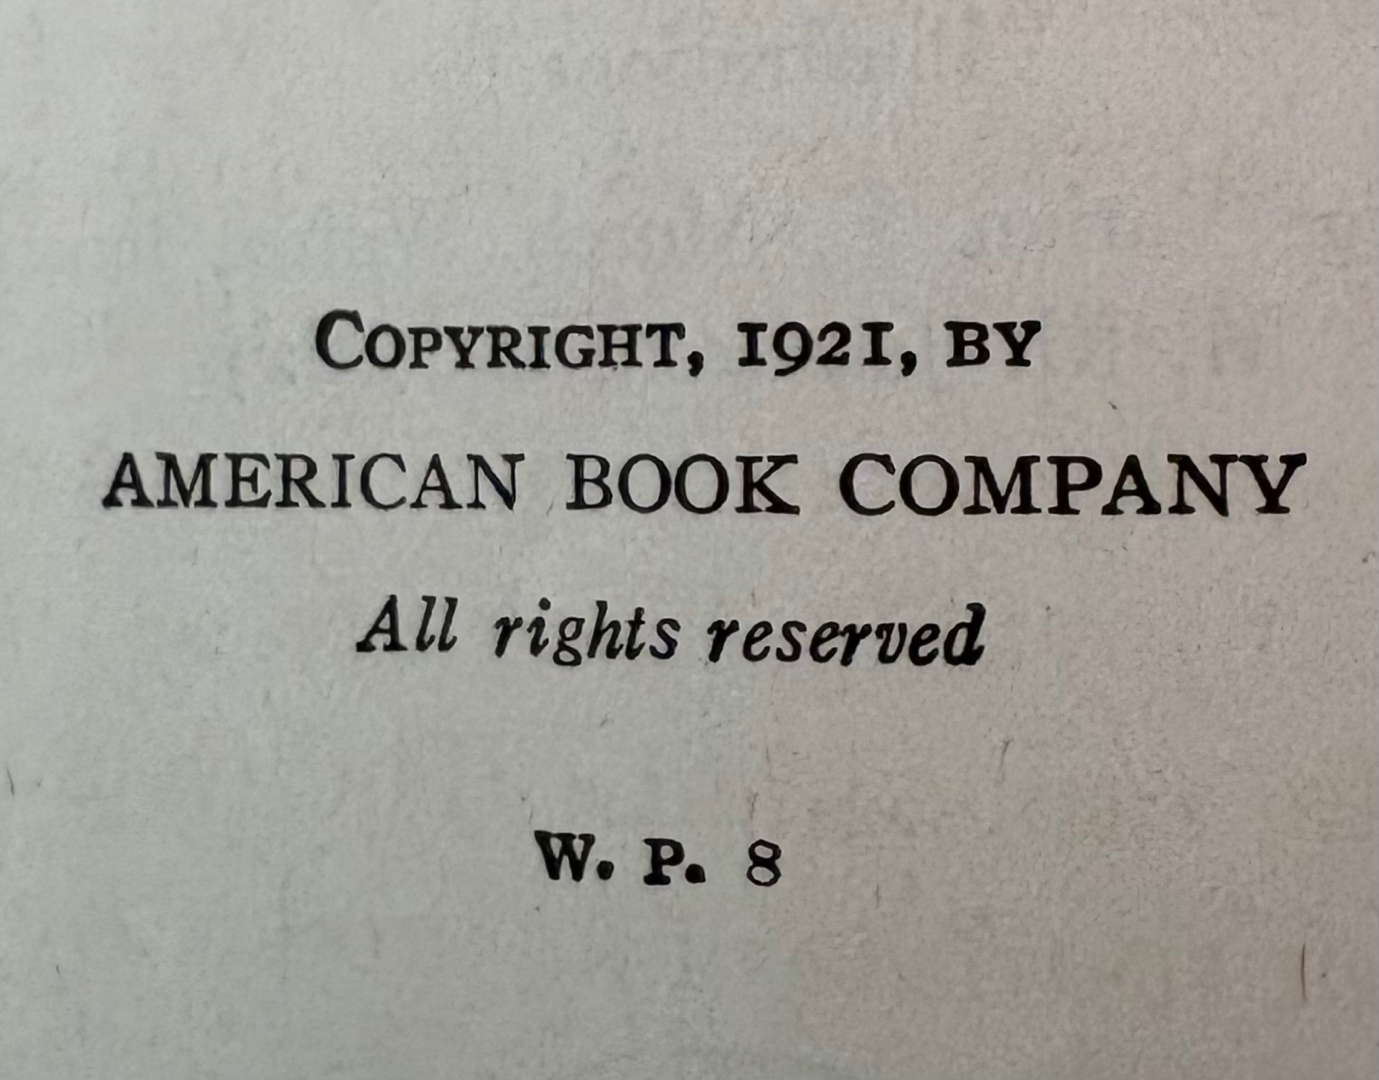 COPYRIGHT, 1921, BY
AMERICAN BOOK COMPANY
All rights reserved
W. P. 8